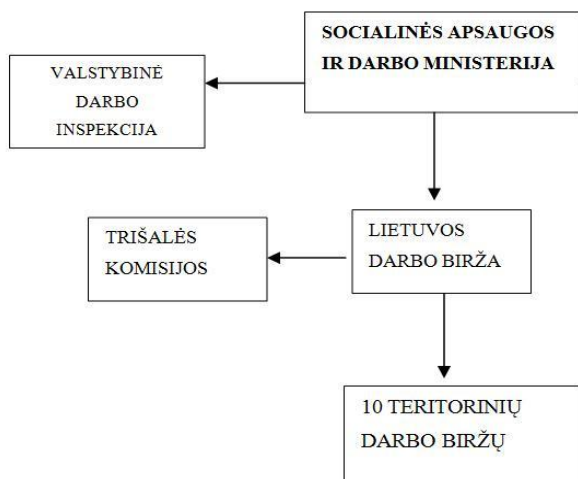 SOCIALINĖS APSAUGOS
IR DARBO MINISTERIJA
VALSTYBINĖ
DARBO
INSPEKCIJA
TRIŠALĖS
KOMISIJOS
LIETUVOS
DARBO BIRŽA
10 TERITORINIŲ
DARBO BIRŽŲ